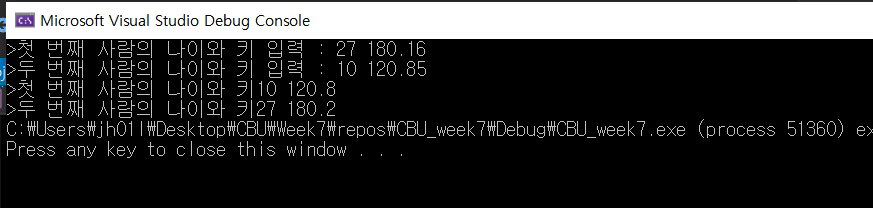 Microsoft Visual Studio Debug Console
>첫 번째 사람의 나이와 키 입력 : 27 180.16
>두 번째 사람의 나이와 키 입력 : 10 120.85
>첫 번째 사람의 나이와 키10 120.8
>두 번째 사람의 나이와 키27 180.2
C:₩Users₩jh01l₩Desktop₩CBU₩Week7₩repos₩CBU_week7₩Debug₩CBU_week7.exe (process 51360) ex
Press any key to close this window . . .